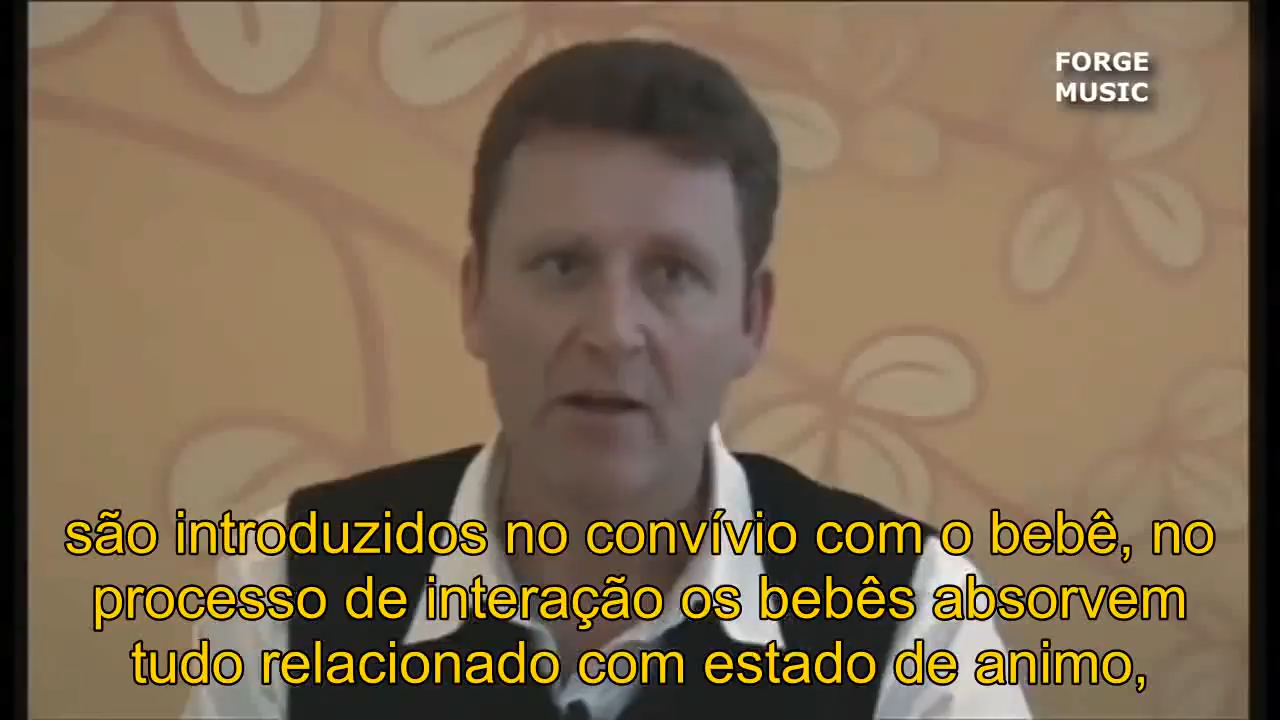 FORGE
MUSIC
são introduzidos no convívio com o bebê, no
processo de interação os bebês absorvem
tudo relacionado com estado de animo,